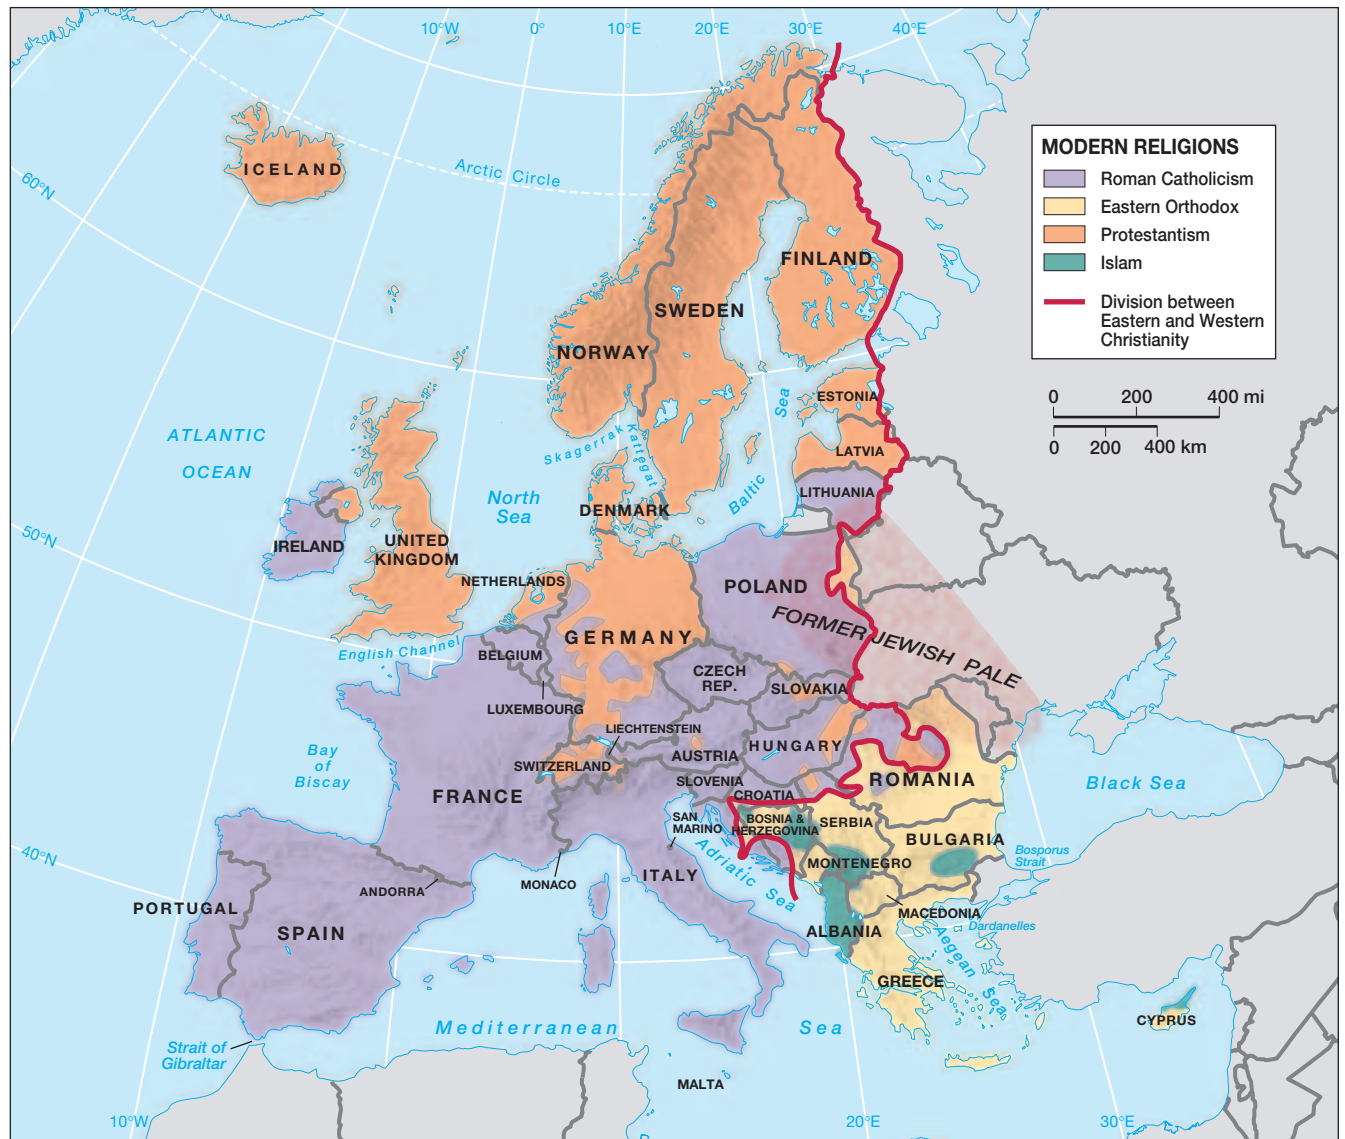 10°W
0°
10°E
20°E
30°E
40°E
60°N
50°N
40°N
10°W
20°E
30°E
Arctic Circle
MODERN RELIGIONS
Roman Catholicism
Eastern Orthodox
Protestantism
Islam
Division between
Eastern and Western
Christianity
0
200
400 mi
0
200
400 km
ICELAND
FINLAND
SWEDEN
NORWAY
ESTONIA
LATVIA
LITHUANIA
Baltic
Sea
Skagerrak
Kattegat
ATLANTIC
OCEAN
North
Sea
DENMARK
IRELAND
UNITED
KINGDOM
NETHERLANDS
POLAND
FORMER JEWISH PALE
GERMANY
English Channel
BELGIUM
CZECH
REP.
SLOVAKIA
LUXEMBOURG
LIECHTENSTEIN
Bay
of
Biscay
SWITZERLAND
AUSTRIA
HUNGARY
SLOVENIA
CROATIA
ROMANIA
Black Sea
FRANCE
SAN
MARINO
BOSNIA &
HERZEGOVINA
SERBIA
BULGARIA
Bosporus
Strait
MONTENEGRO
Adriatic Sea
ITALY
MONACO
ANDORRA
PORTUGAL
SPAIN
MACEDONIA
Dardanelles
ALBANIA
Aegean Sea
GREECE
CYPRUS
Mediterranean Sea
Strait of
Gibraltar
MALTA